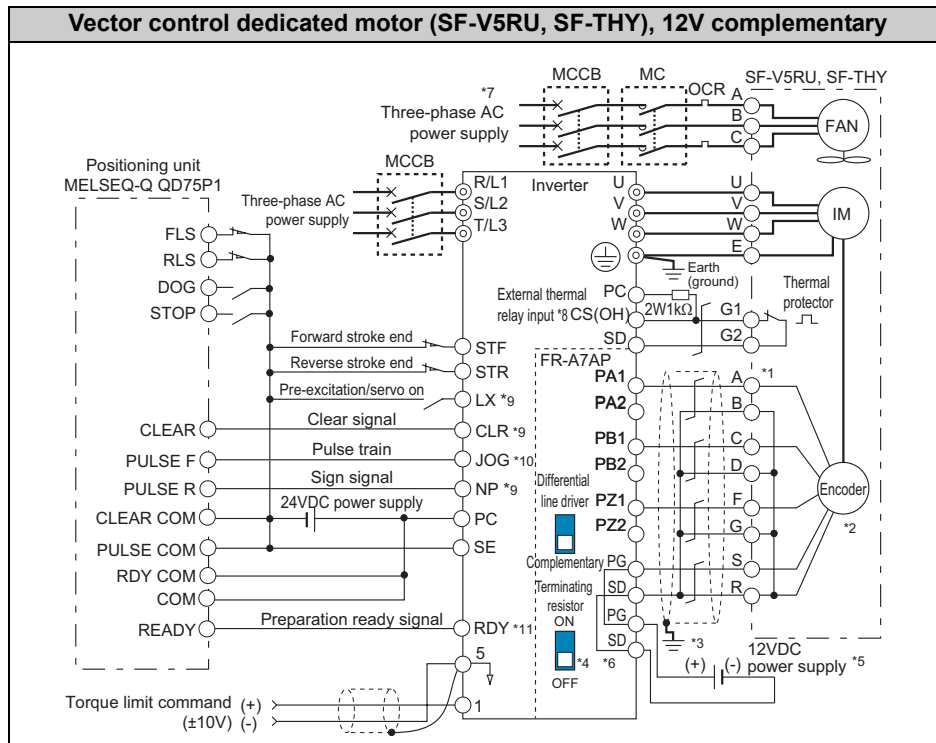 Vector control dedicated motor (SF-V5RU, SF-THY), 12V complementary
MCCB
MC
SF-V5RU, SF-THY
*7
Three-phase AC
power supply
OCR
A
B
C
FAN
Positioning unit
MELSEQ-Q QD75P1
MCCB
Three-phase AC
power supply
R/L1
S/L2
T/L3
Inverter
U
V
W
U
V
W
E
IM
FLS
RLS
DOG
STOP
Earth
(ground)
External thermal
relay input *8
PC
CS(OH)
SD
2W1kΩ
G1
G2
Thermal
protector
Forward stroke end
STF
Reverse stroke end
STR
Pre-excitation/servo on
LX *9
FR-A7AP
CLEAR
Clear signal
CLR *9
PULSE F
Pulse train
JOG *10
PULSE R
Sign signal
NP *9
CLEAR COM
24VDC power supply
PC
PULSE COM
SE
RDY COM
COM
READY
Preparation ready signal
RDY *11
5
Torque limit command (+)
(±10V) (-)
1
PA1
PA2
PB1
PB2
PZ1
PZ2
PG
SD
PG
SD
Differential
line driver
Complementary
Terminating
resistor
ON
*4
OFF
*6
A
*1
B
C
D
F
G
S
R
Encoder
*2
*3
(+)
(-)
12VDC
power supply *5